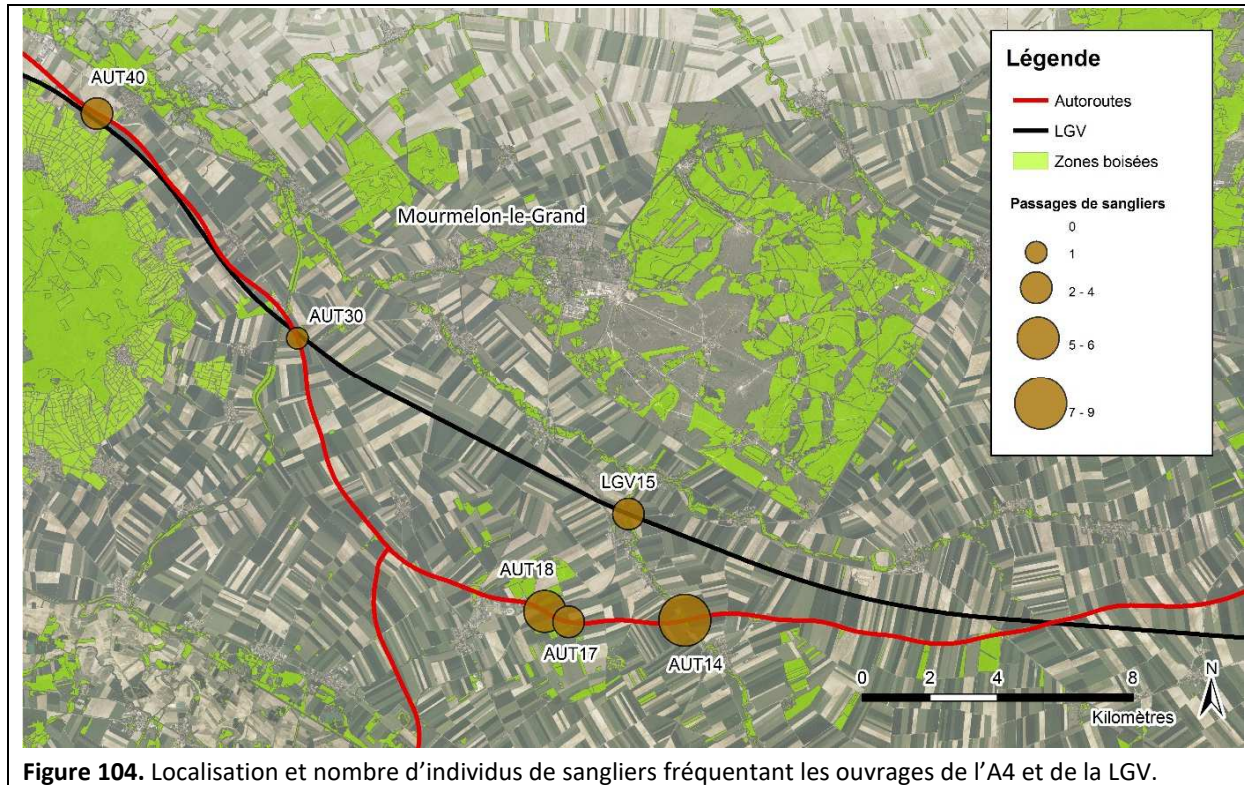 AUT40
Mourmelon-le-Grand
AUT30
LGV15
AUT18
AUT17
AUT14
Légende
Autoroutes
LGV
Zones boisées
Passages de sangliers
0
1
2 - 4
5 - 6
7 - 9
0 2 4 8
Kilomètres
N
Figure 104. Localisation et nombre d’individus de sangliers fréquentant les ouvrages de l’A4 et de la LGV.